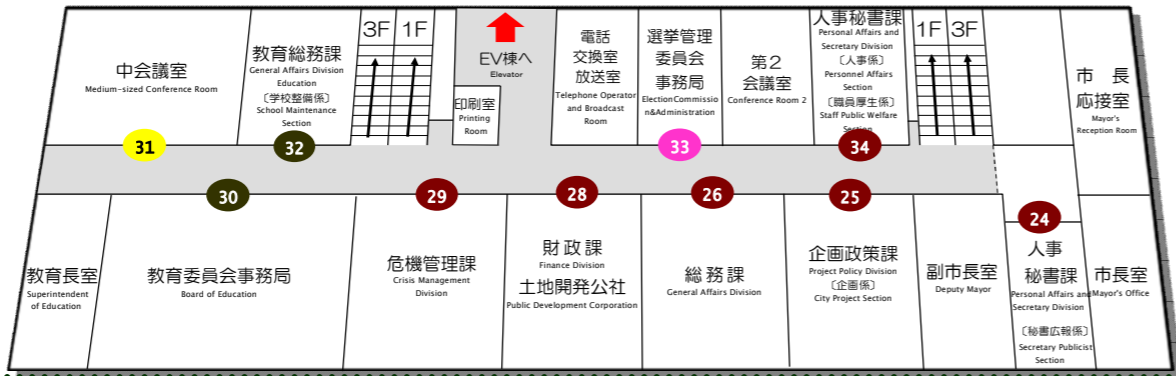 中会議室
Medium-sized Conference Room
31
教育総務課
General Affairs Division
Education
〔学校整備係〕
School Maintenance
Section
32
3F 1F
EV棟へ
Elevator
印刷室
Printing
Room
電話
交換室
放送室
Telephone Operator
and Broadcast
Room
選挙管理
委員会
事務局
ElectionCommissio
n&Administration
33
第2
会議室
Conference Room 2
人事秘書課
Personal Affairs and
Secretary Division
〔人事係〕
Personnel Affairs
Section
〔職員厚生係〕
Staff Public Welfare
Section
34
1F 3F
市長
応接室
Mayor's
Reception Room
教育長室
Superintendent
of Education
30
教育委員会事務局
Board of Education
29
危機管理課
Crisis Management
Division
28
財政課
Finance Division
土地開発公社
Public Development Corporation
26
総務課
General Affairs Division
25
企画政策課
Project Policy Division
〔企画係〕
City Project Section
副市長室
Deputy Mayor
24
人事
秘書課
Personal Affairs and
Secretary Division
〔秘書広報係〕
Secretary Publicist
Section
市長室
Mayor's Office